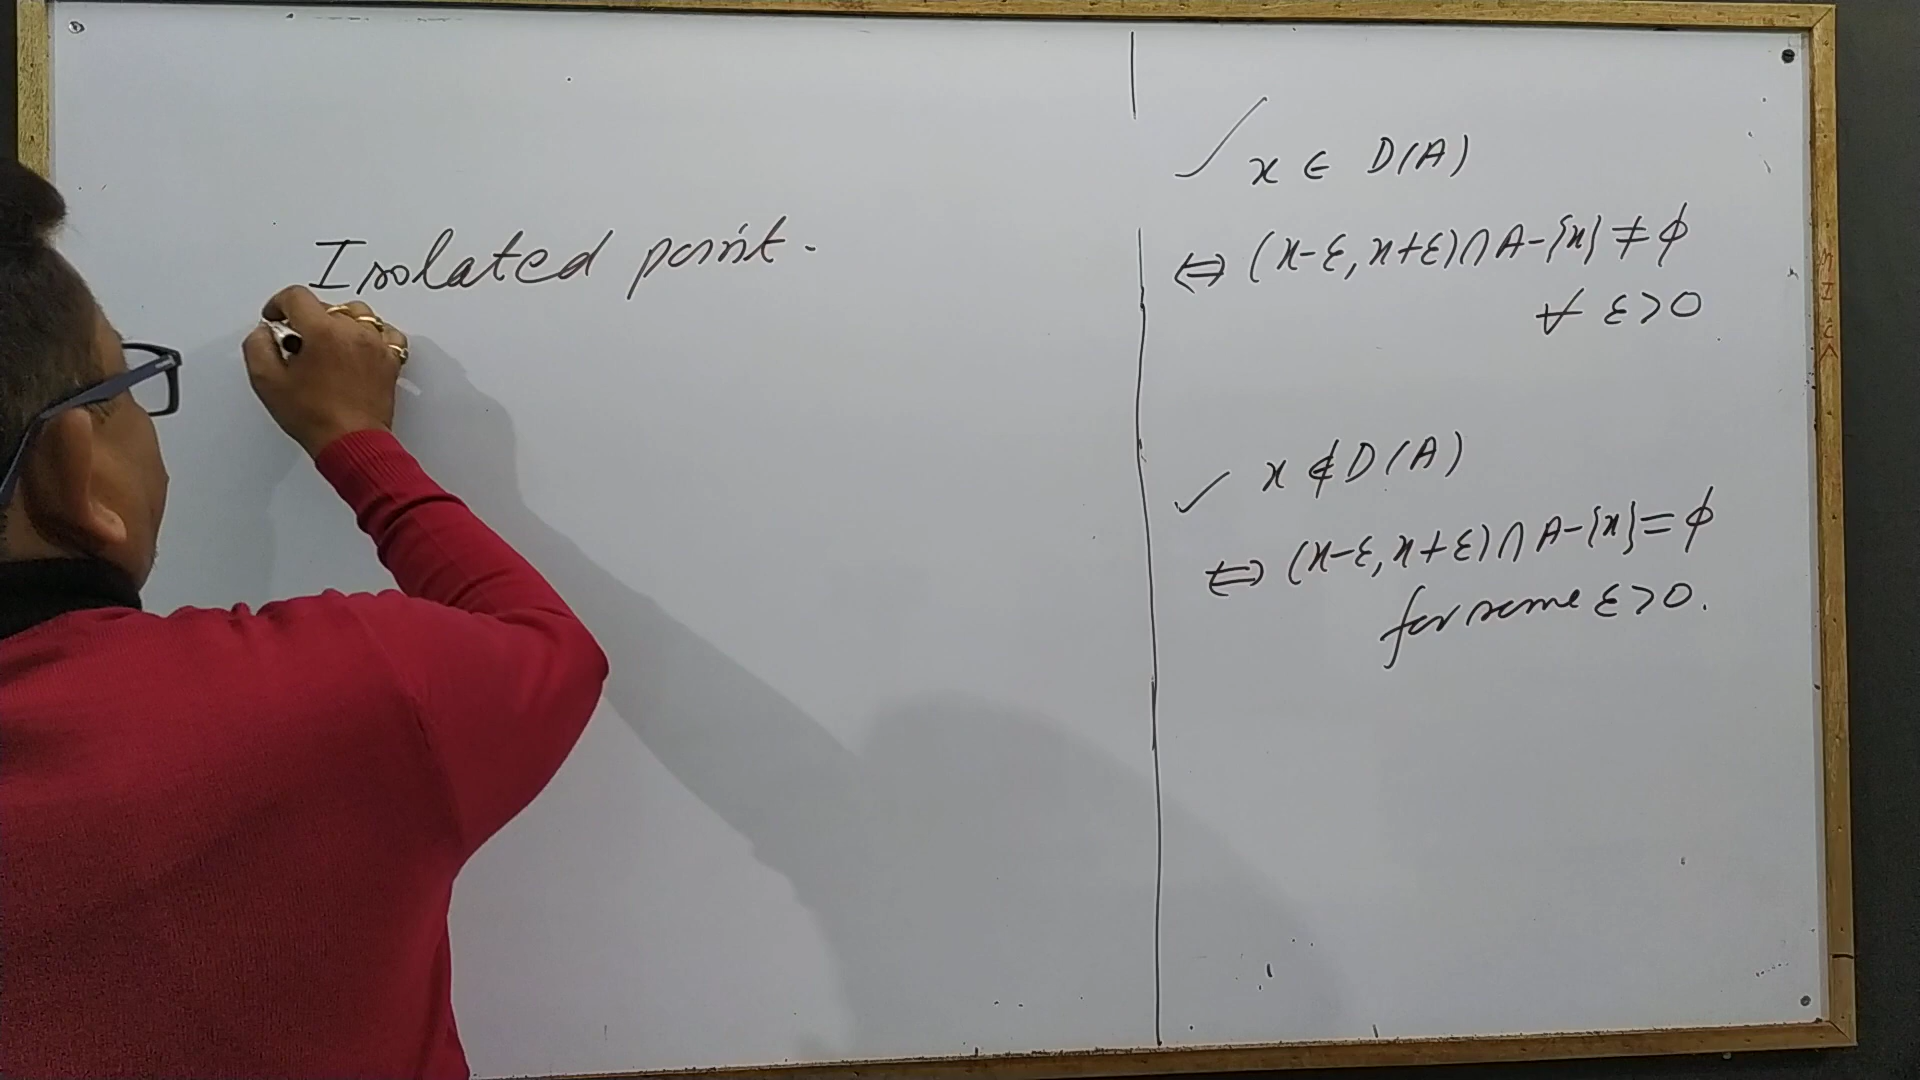 Isolated point.
x ∈ D(A)
⇔ (x-ε, x+ε)∩A-{x} ≠ ϕ
∀ ε>0
x ∉ D(A)
⇔ (x-ε, x+ε)∩A-{x} = ϕ
for some ε>0.